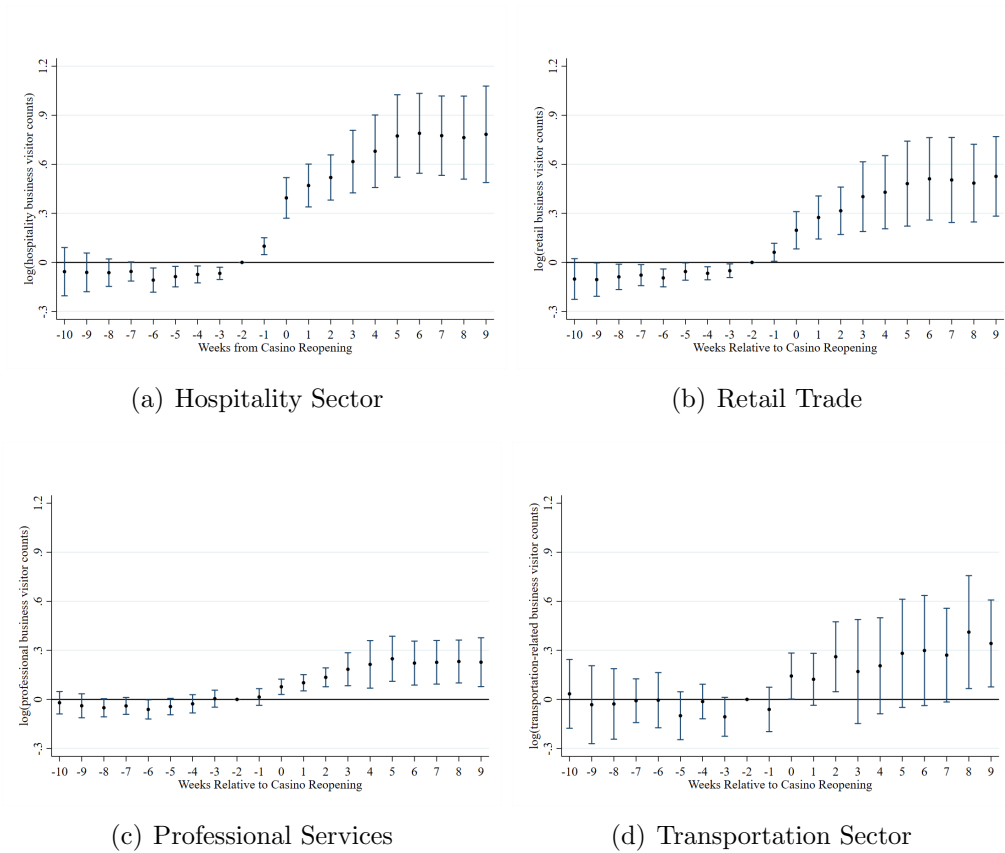 log(hospitality business visitor counts)
1.2
.9
.6
.3
0
-.3
-10 -9 -8 -7 -6 -5 -4 -3 -2 -1 0 1 2 3 4 5 6 7 8 9
Weeks from Casino Reopening
(a) Hospitality Sector
log(retail business visitor counts)
1.2
.9
.6
.3
0
-.3
-10 -9 -8 -7 -6 -5 -4 -3 -2 -1 0 1 2 3 4 5 6 7 8 9
Weeks Relative to Casino Reopening
(b) Retail Trade
log(professional business visitor counts)
1.2
.9
.6
.3
0
-.3
-10 -9 -8 -7 -6 -5 -4 -3 -2 -1 0 1 2 3 4 5 6 7 8 9
Weeks Relative to Casino Reopening
(c) Professional Services
log(transportation-related business visitor counts)
1.2
.9
.6
.3
0
-.3
-10 -9 -8 -7 -6 -5 -4 -3 -2 -1 0 1 2 3 4 5 6 7 8 9
Weeks Relative to Casino Reopening
(d) Transportation Sector